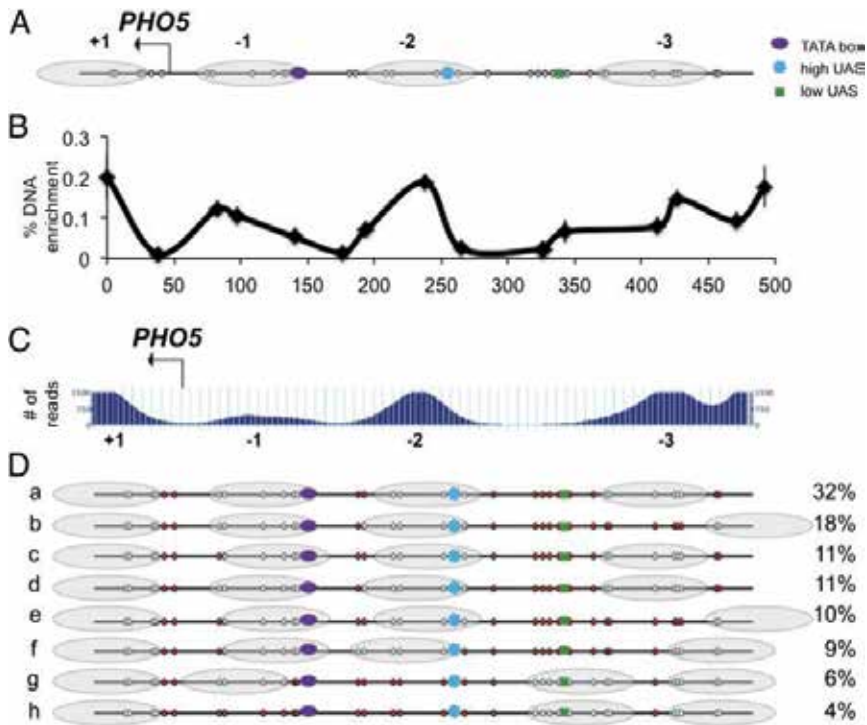 A
PHO5
+1
-1
-2
-3
TATA box
high UAS
low UAS
B
% DNA
enrichment
0.3
0.2
0.1
0
0 50 100 150 200 250 300 350 400 450 500
C
PHO5
# of
reads
750
750
+1
-1
-2
-3
D
a 32%
b 18%
c 11%
d 11%
e 10%
f 9%
g 6%
h 4%